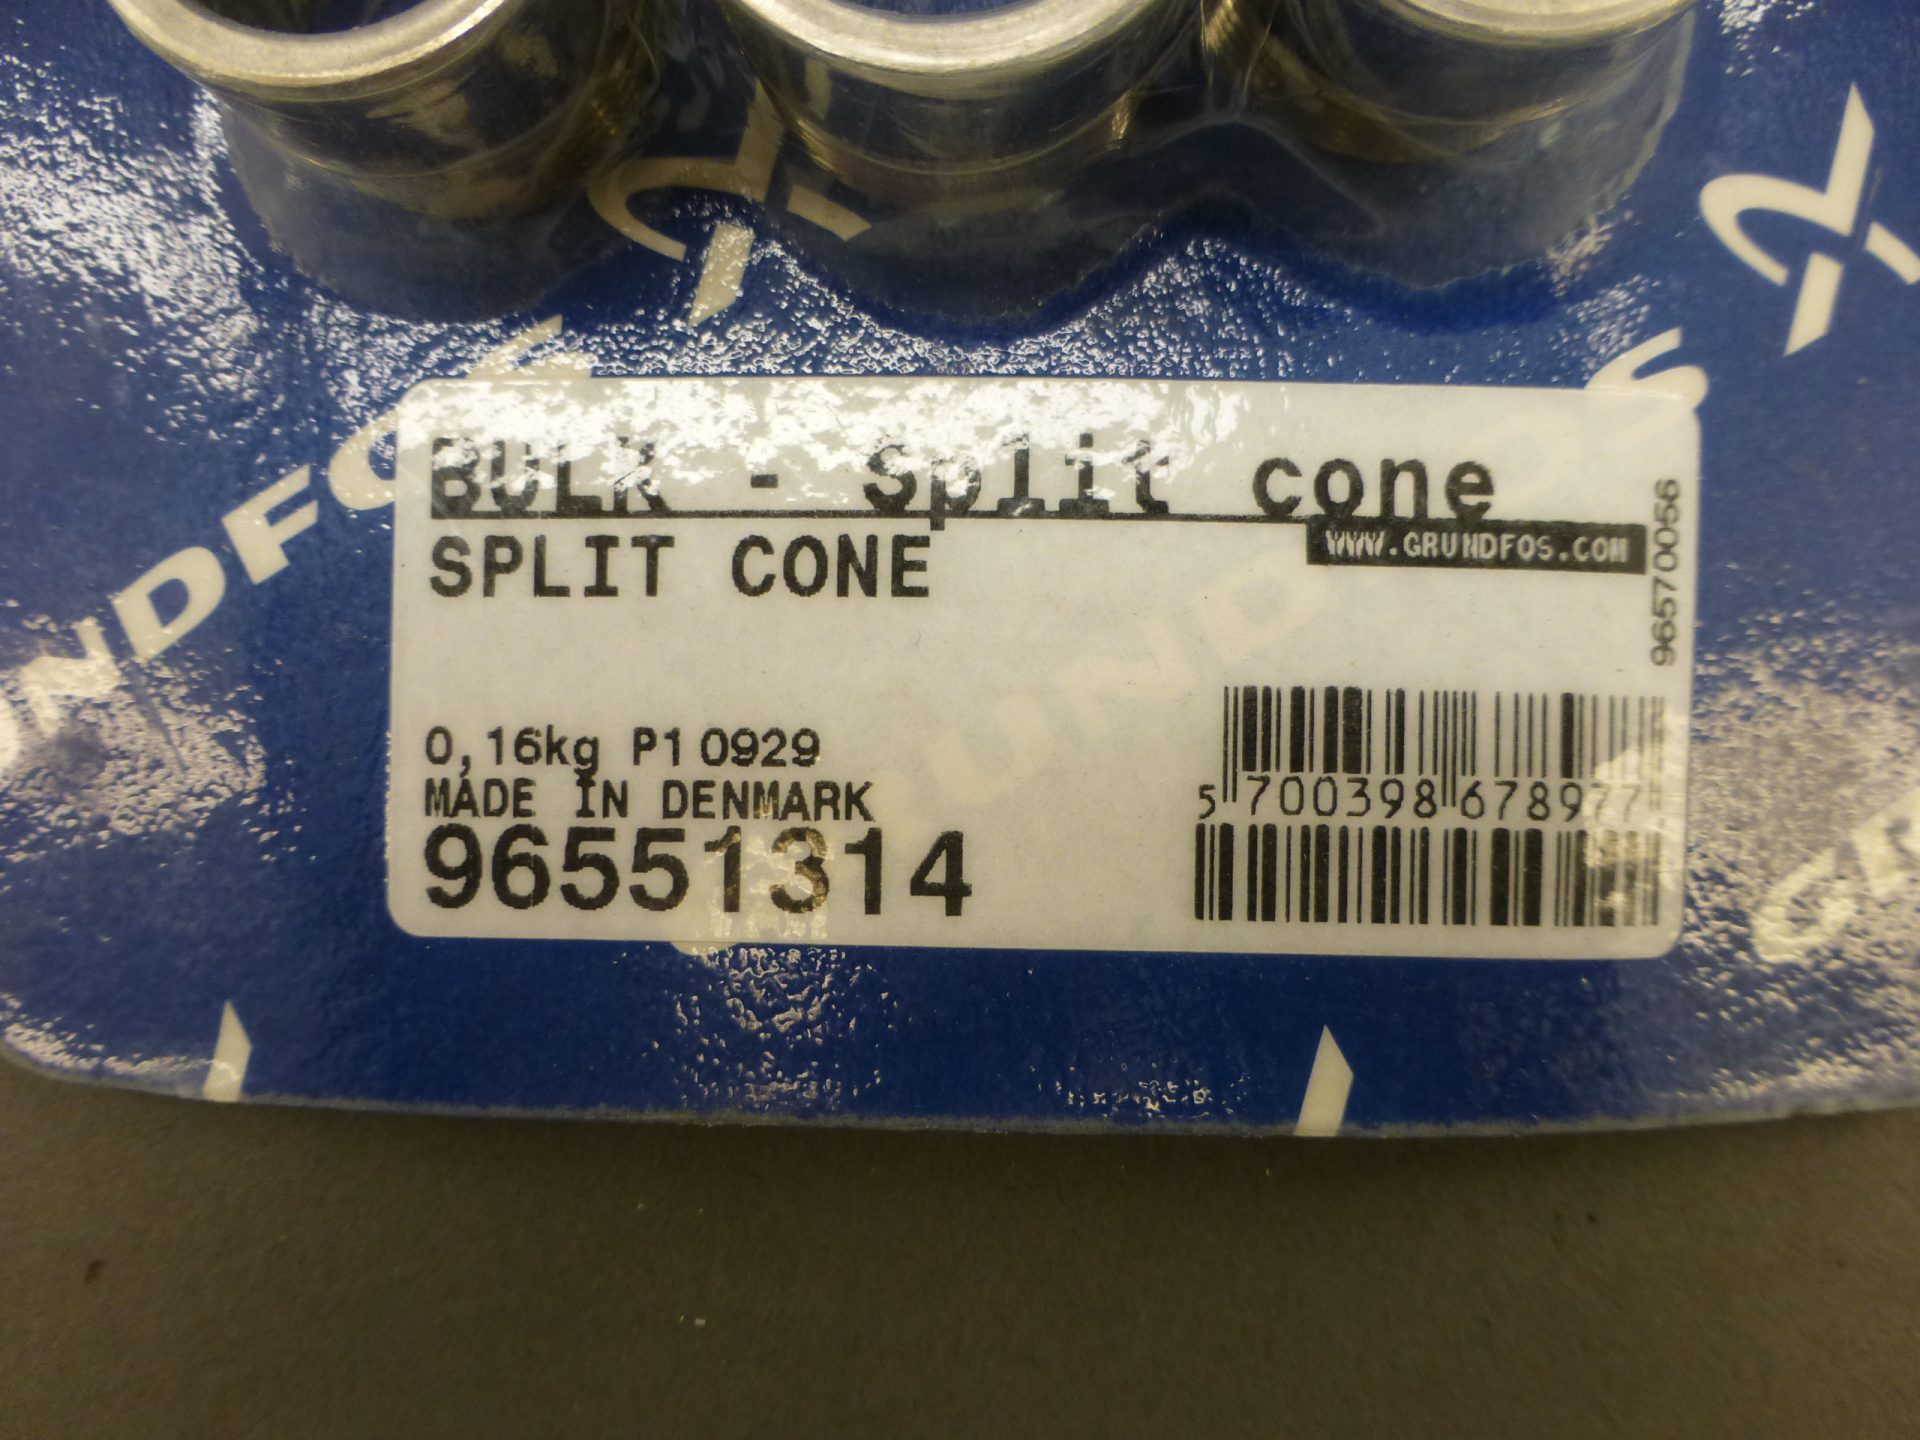 GRUNDFOS
BULK - Split cone
WWW.GRUNDFOS.COM
SPLIT CONE
96570056
0,16kg P1 0929
MADE IN DENMARK
96551314
5 700398 678977